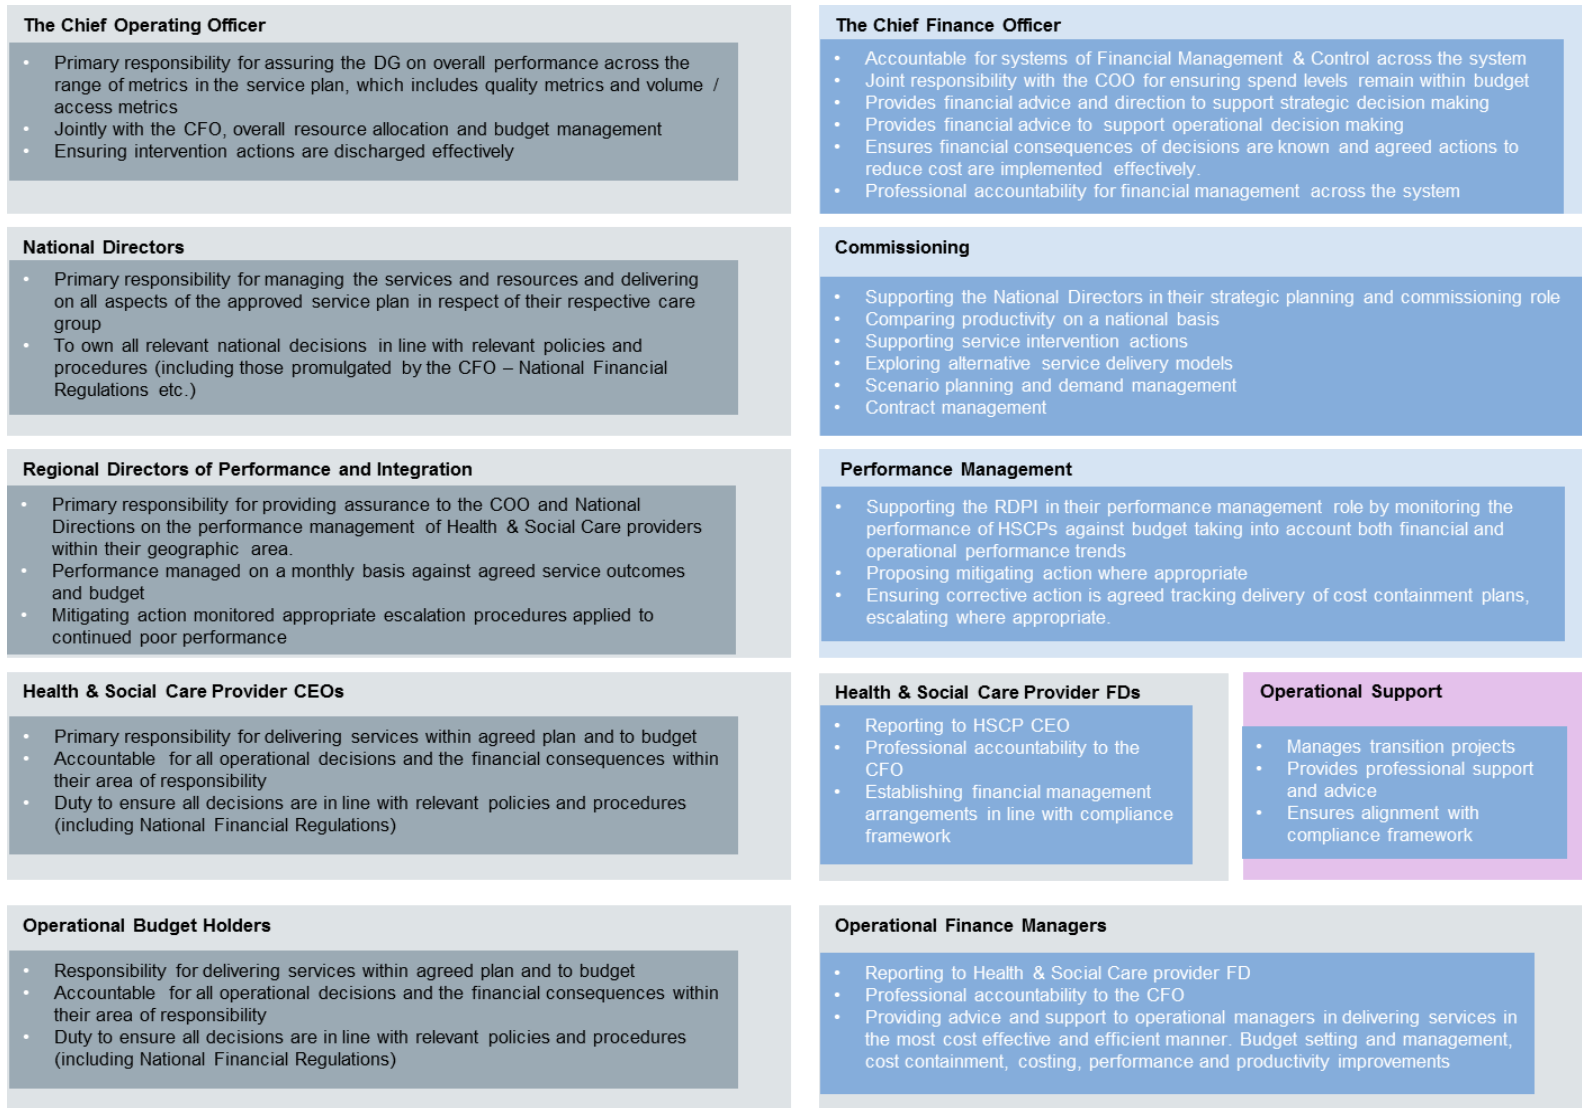 The Chief Operating Officer
• Primary responsibility for assuring the DG on overall performance across the
range of metrics in the service plan, which includes quality metrics and volume /
access metrics
• Jointly with the CFO, overall resource allocation and budget management
• Ensuring intervention actions are discharged effectively
The Chief Finance Officer
• Accountable for systems of Financial Management & Control across the system
• Joint responsibility with the COO for ensuring spend levels remain within budget
• Provides financial advice and direction to support strategic decision making
• Provides financial advice to support operational decision making
• Ensures financial consequences of decisions are known and agreed actions to
reduce cost are implemented effectively.
• Professional accountability for financial management across the system
National Directors
• Primary responsibility for managing the services and resources and delivering
on all aspects of the approved service plan in respect of their respective care
group
• To own all relevant national decisions in line with relevant policies and
procedures (including those promulgated by the CFO – National Financial
Regulations etc.)
Commissioning
• Supporting the National Directors in their strategic planning and commissioning role
• Comparing productivity on a national basis
• Supporting service intervention actions
• Exploring alternative service delivery models
• Scenario planning and demand management
• Contract management
Regional Directors of Performance and Integration
• Primary responsibility for providing assurance to the COO and National
Directions on the performance management of Health & Social Care providers
within their geographic area.
• Performance managed on a monthly basis against agreed service outcomes
and budget
• Mitigating action monitored appropriate escalation procedures applied to
continued poor performance
Performance Management
• Supporting the RDPI in their performance management role by monitoring the
performance of HSCPs against budget taking into account both financial and
operational performance trends
• Proposing mitigating action where appropriate
• Ensuring corrective action is agreed tracking delivery of cost containment plans,
escalating where appropriate.
Health & Social Care Provider CEOs
• Primary responsibility for delivering services within agreed plan and to budget
• Accountable for all operational decisions and the financial consequences within
their area of responsibility
• Duty to ensure all decisions are in line with relevant policies and procedures
(including National Financial Regulations)
Health & Social Care Provider FDs
• Reporting to HSCP CEO
• Professional accountability to the
CFO
• Establishing financial management
arrangements in line with compliance
framework
Operational Support
• Manages transition projects
• Provides professional support
and advice
• Ensures alignment with
compliance framework
Operational Budget Holders
• Responsibility for delivering services within agreed plan and to budget
• Accountable for all operational decisions and the financial consequences within
their area of responsibility
• Duty to ensure all decisions are in line with relevant policies and procedures
(including National Financial Regulations)
Operational Finance Managers
• Reporting to Health & Social Care provider FD
• Professional accountability to the CFO
• Providing advice and support to operational managers in delivering services in
the most cost effective and efficient manner. Budget setting and management,
cost containment, costing, performance and productivity improvements